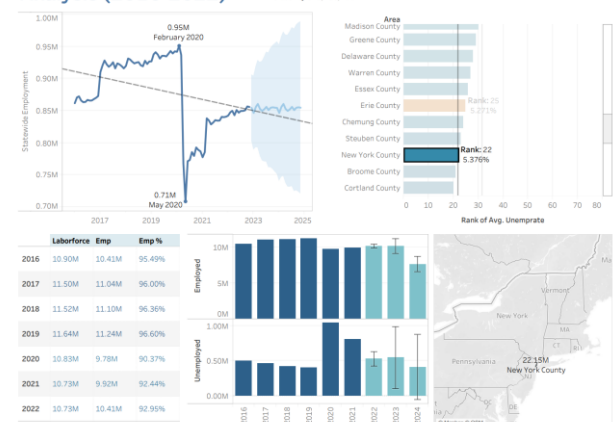 1.00M
0.95M
0.90M
0.85M
0.80M
0.75M
0.70M
Statewide Employment
0.95M
February 2020
0.71M
May 2020
2017 2019 2021 2023 2025
Area
Madison County
Greene County
Delaware County
Warren County
Essex County
Erie County
Rank: 25
5.271%
Chemung County
Steuben County
New York County
Rank: 22
5.376%
Broome County
Cortland County
0 10 20 30 40 50 60 70 80
Rank of Avg. Unemprate
Laborforce Emp Emp %
2016 10.90M 10.41M 95.49%
2017 11.50M 11.04M 96.00%
2018 11.52M 11.10M 96.36%
2019 11.64M 11.24M 96.60%
2020 10.83M 9.78M 90.37%
2021 10.73M 9.92M 92.44%
2022 10.73M 10.41M 92.95%
Employed
10M
5M
0M
Unemployed
1.00M
0.50M
0.00M
2016 2017 2018 2019 2020 2021 2022 2023 2024
Ma
Vermont
New York
MA
CT
RI
Pennsylvania
22.15M
New York County
NJ
DE